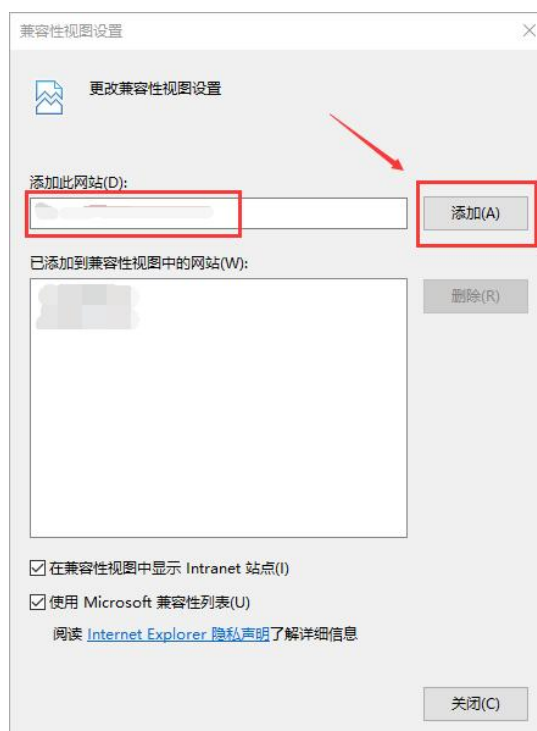 兼容性视图设置
更改兼容性视图设置
添加此网站(D):
添加(A)
已添加到兼容性视图中的网站(W):
删除(R)
在兼容性视图中显示 Intranet 站点(I)
使用 Microsoft 兼容性列表(U)
阅读 Internet Explorer 隐私声明了解详细信息
关闭(C)